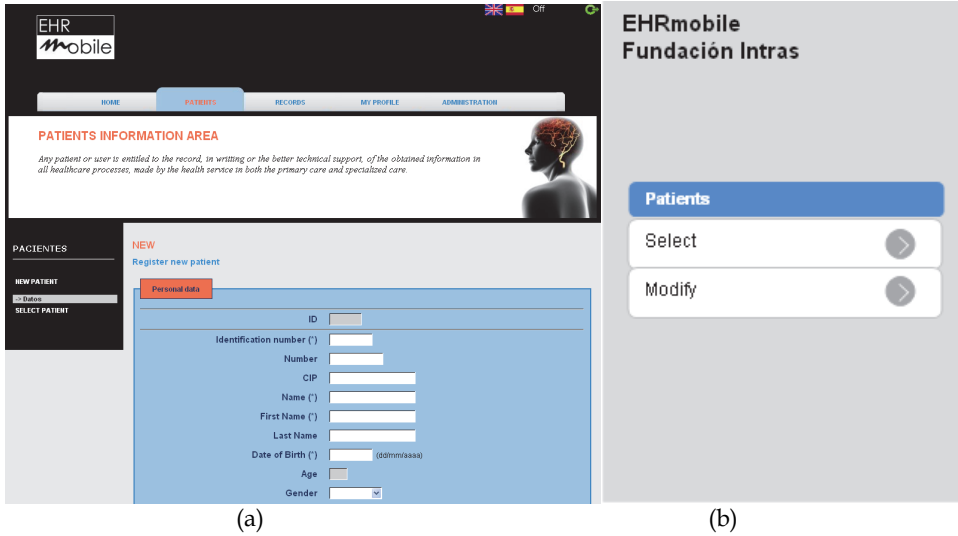 EHR
mobile
Off
HOME PATIENTS RECORDS MY PROFILE ADMINISTRATION
PATIENTS INFORMATION AREA
Any patient or user is entitled to the record, in writting or the better technical support, of the obtained information in
all healthcare processes, made by the health service in both the primary care and specialized care.
PACIENTES
NEW PATIENT
-> Datos
SELECT PATIENT
NEW
Register new patient
Personal data
ID
Identification number (*)
Number
CIP
Name (*)
First Name (*)
Last Name
Date of Birth (*) (dd/mm/aaaa)
Age
Gender
(a)
EHRmobile
Fundación Intras
Patients
Select
Modify
(b)